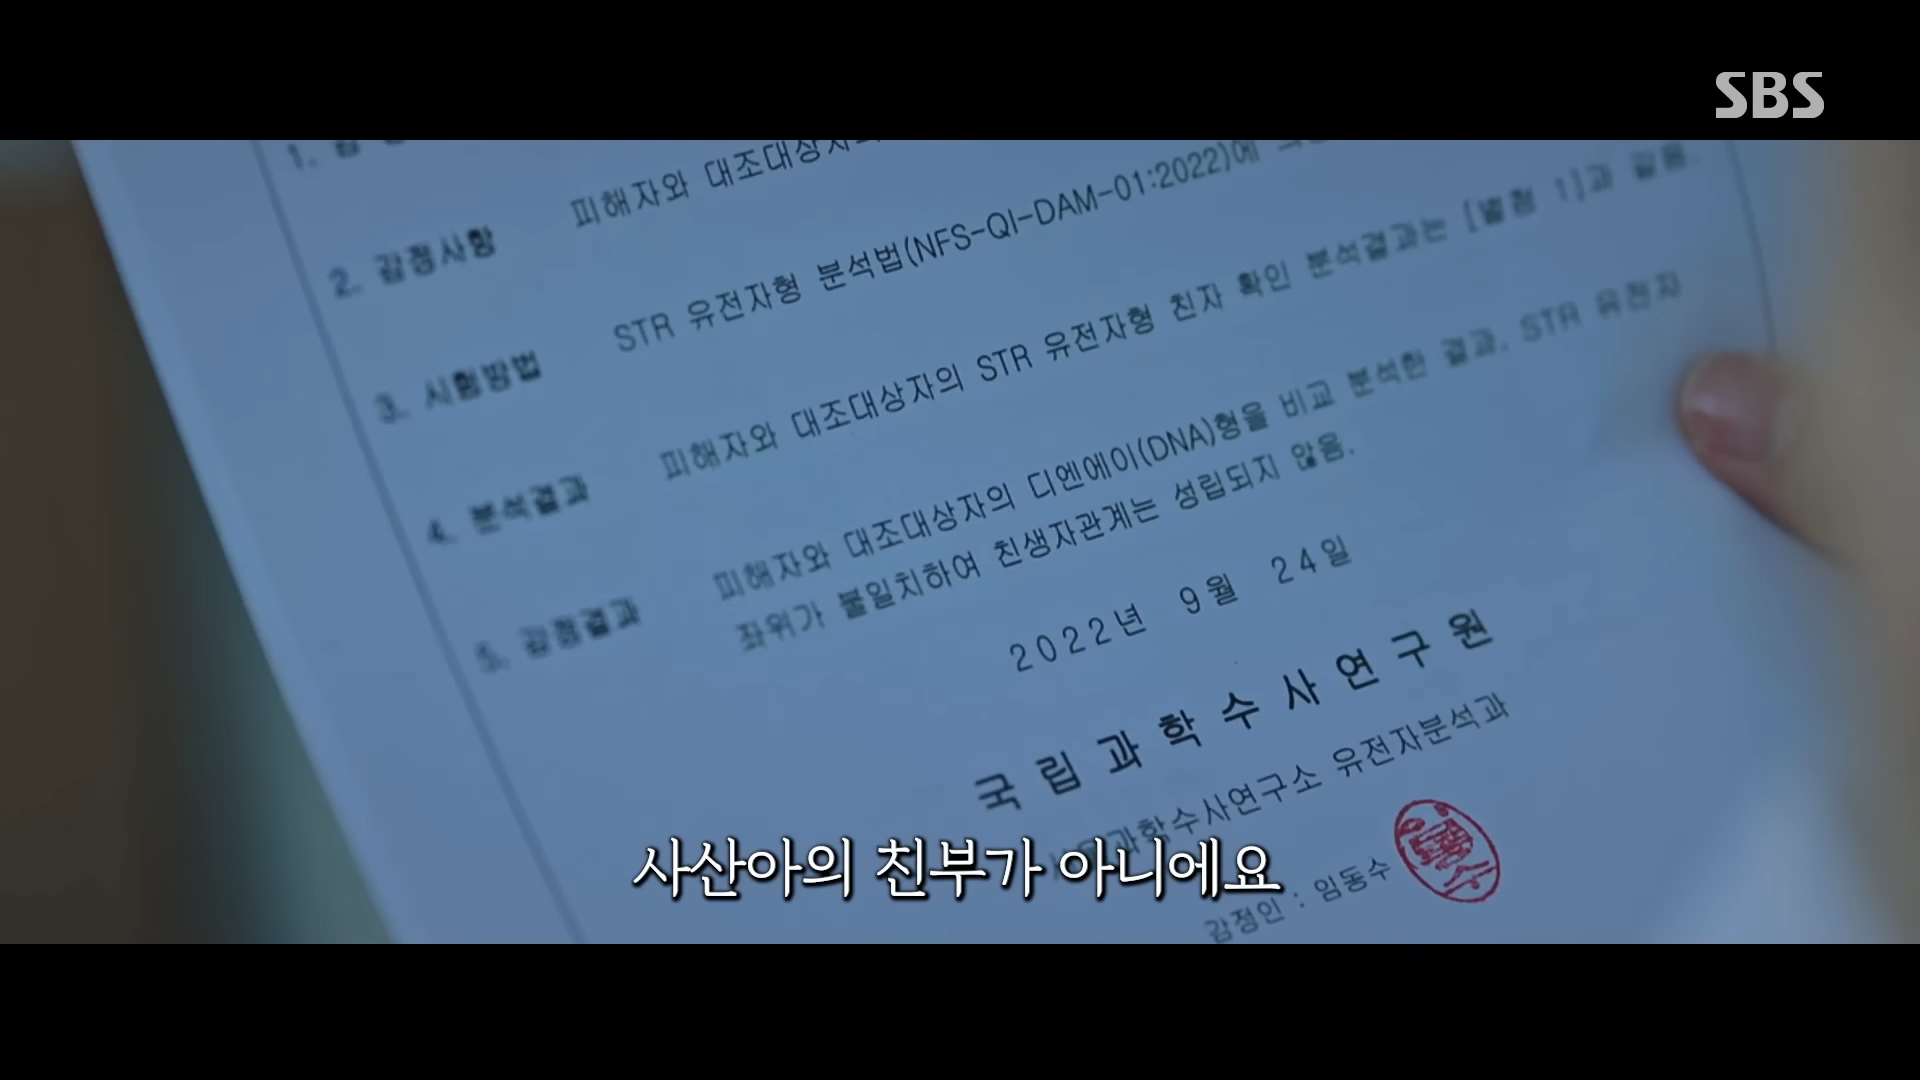 SBS
1. 감
피해자와 대조대상자의
2. 감정사항 STR 유전자형 분석법(NFS-QI-DAM-01:2022)에
3. 시험방법 피해자와 대조대상자의 STR 유전자형 친자 확인 분석결과는 [별첨 1]과 같음.
4. 분석결과 피해자와 대조대상자의 디엔에이(DNA)형을 비교 분석한 결과, STR 유전자
좌위가 불일치하여 친생자관계는 성립되지 않음.
5. 감정결과
2022년 9월 24일
국립과학수사연구원
과학수사연구소 유전자분석과
감정인 : 임동수
사산아의 친부가 아니에요